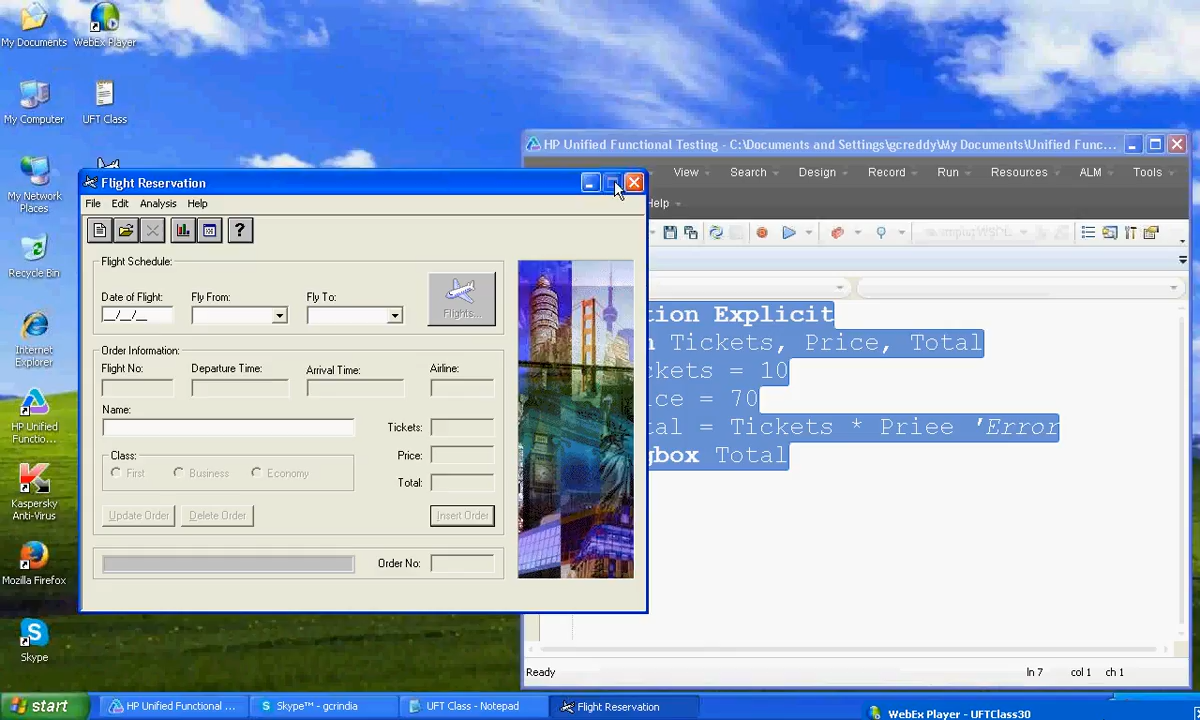 My Documents
WebEx Player
My Computer
UFT Class
My Network
Places
Recycle Bin
Internet
Explorer
HP Unified
Functio...
Kaspersky
Anti-Virus
Mozilla Firefox
Skype
HP Unified Functional Testing - C:\Documents and Settings\gcreddy\My Documents\Unified Func...
View
Search
Design
Record
Run
Resources
ALM
Tools
Help
tion Explicit
Tickets, Price, Total
kets = 10
ice = 70
tal = Tickets * Priee 'Error
gbox Total
Ready
ln 7
col 1
ch 1
Flight Reservation
File
Edit
Analysis
Help
?
Flight Schedule:
Date of Flight:
Fly From:
Fly To:
__/__/__
Flights...
Order Information:
Flight No:
Departure Time:
Arrival Time:
Airline:
Name:
Tickets:
Class:
Price:
First
Business
Economy
Total:
Update Order
Delete Order
Insert Order
Order No:
start
HP Unified Functional ...
Skype™ - gcrindia
UFT Class - Notepad
Flight Reservation
WebEx Player - UFTClass30